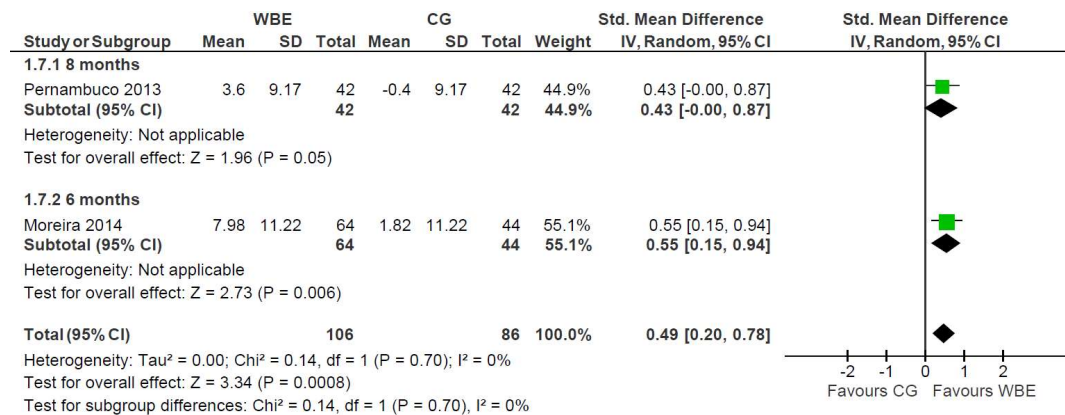 WBE CG Std. Mean Difference Std. Mean Difference
Study or Subgroup Mean SD Total Mean SD Total Weight IV, Random, 95% CI IV, Random, 95% CI
1.7.1 8 months
Pernambuco 2013 3.6 9.17 42 -0.4 9.17 42 44.9% 0.43 [-0.00, 0.87]
Subtotal (95% CI) 42 42 44.9% 0.43 [-0.00, 0.87]
Heterogeneity: Not applicable
Test for overall effect: Z = 1.96 (P = 0.05)
1.7.2 6 months
Moreira 2014 7.98 11.22 64 1.82 11.22 44 55.1% 0.55 [0.15, 0.94]
Subtotal (95% CI) 64 44 55.1% 0.55 [0.15, 0.94]
Heterogeneity: Not applicable
Test for overall effect: Z = 2.73 (P = 0.006)
Total (95% CI) 106 86 100.0% 0.49 [0.20, 0.78]
Heterogeneity: Tau² = 0.00; Chi² = 0.14, df = 1 (P = 0.70); I² = 0%
Test for overall effect: Z = 3.34 (P = 0.0008)
Test for subgroup differences: Chi² = 0.14, df = 1 (P = 0.70), I² = 0%
-2 -1 0 1 2
Favours CG Favours WBE